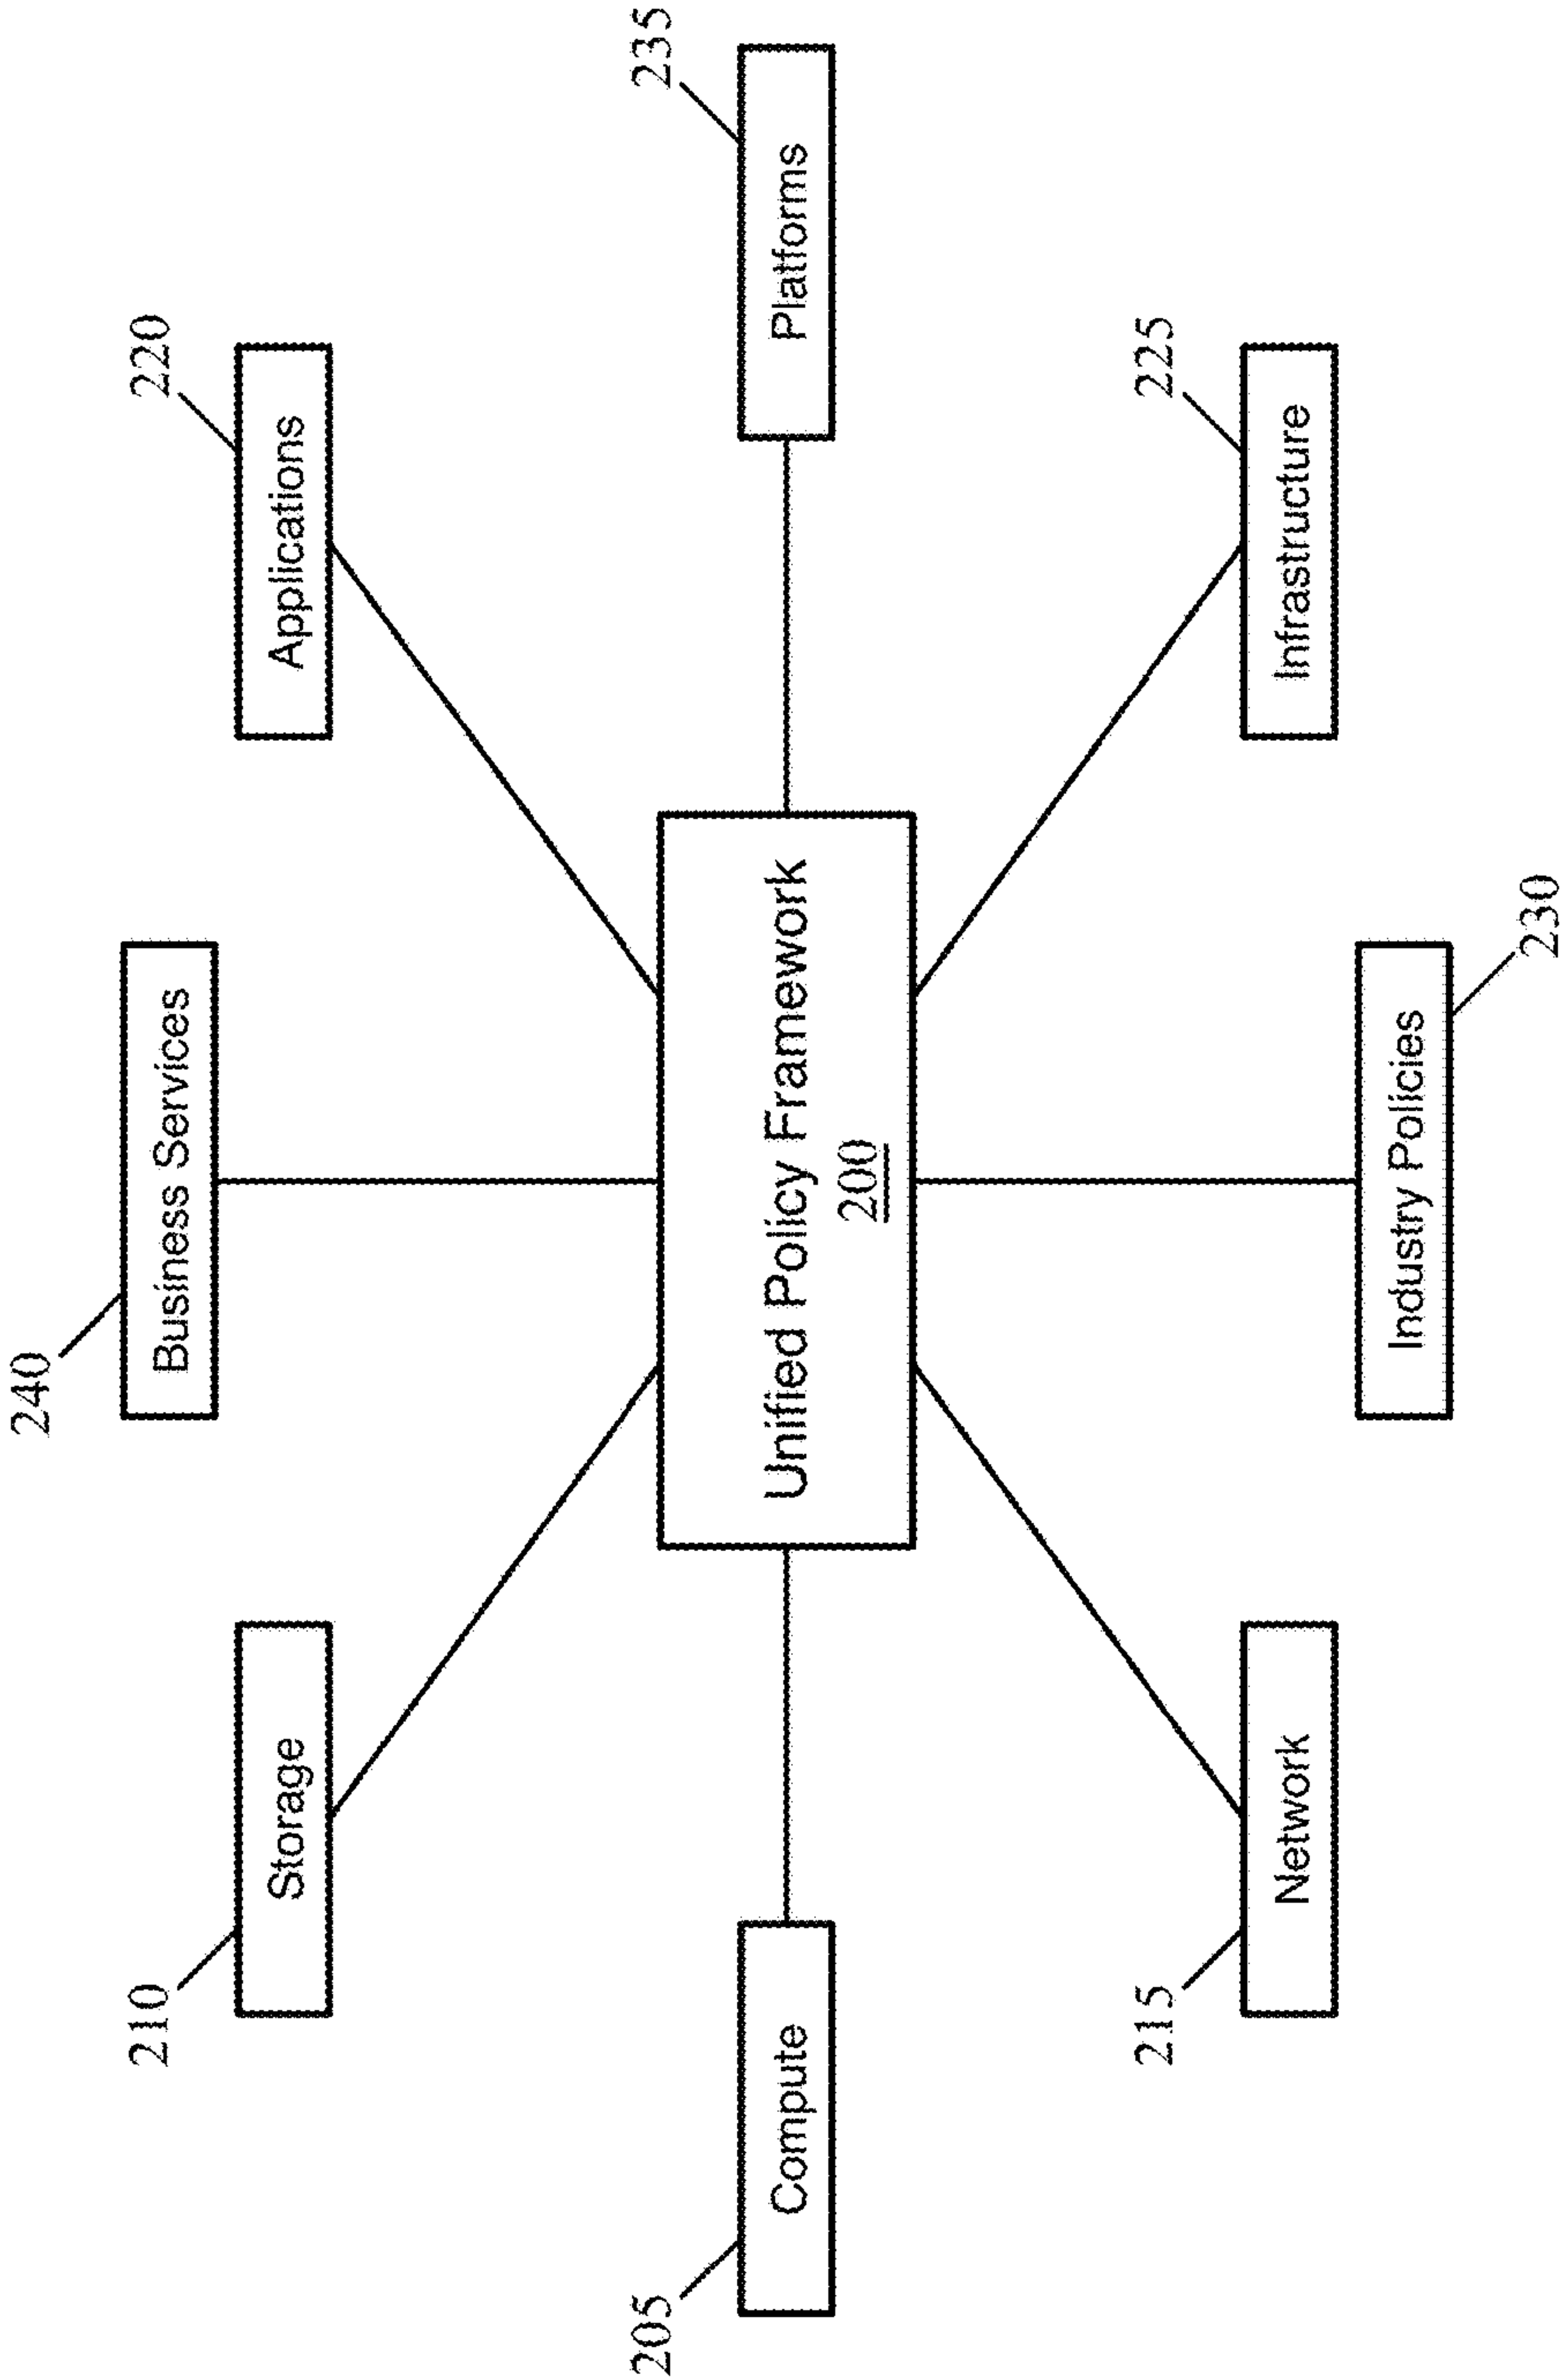 240
Business Services
210
Storage
220
Applications
205
Compute
Unified Policy Framework
200
235
Platforms
215
Network
225
Infrastructure
Industry Policies
230